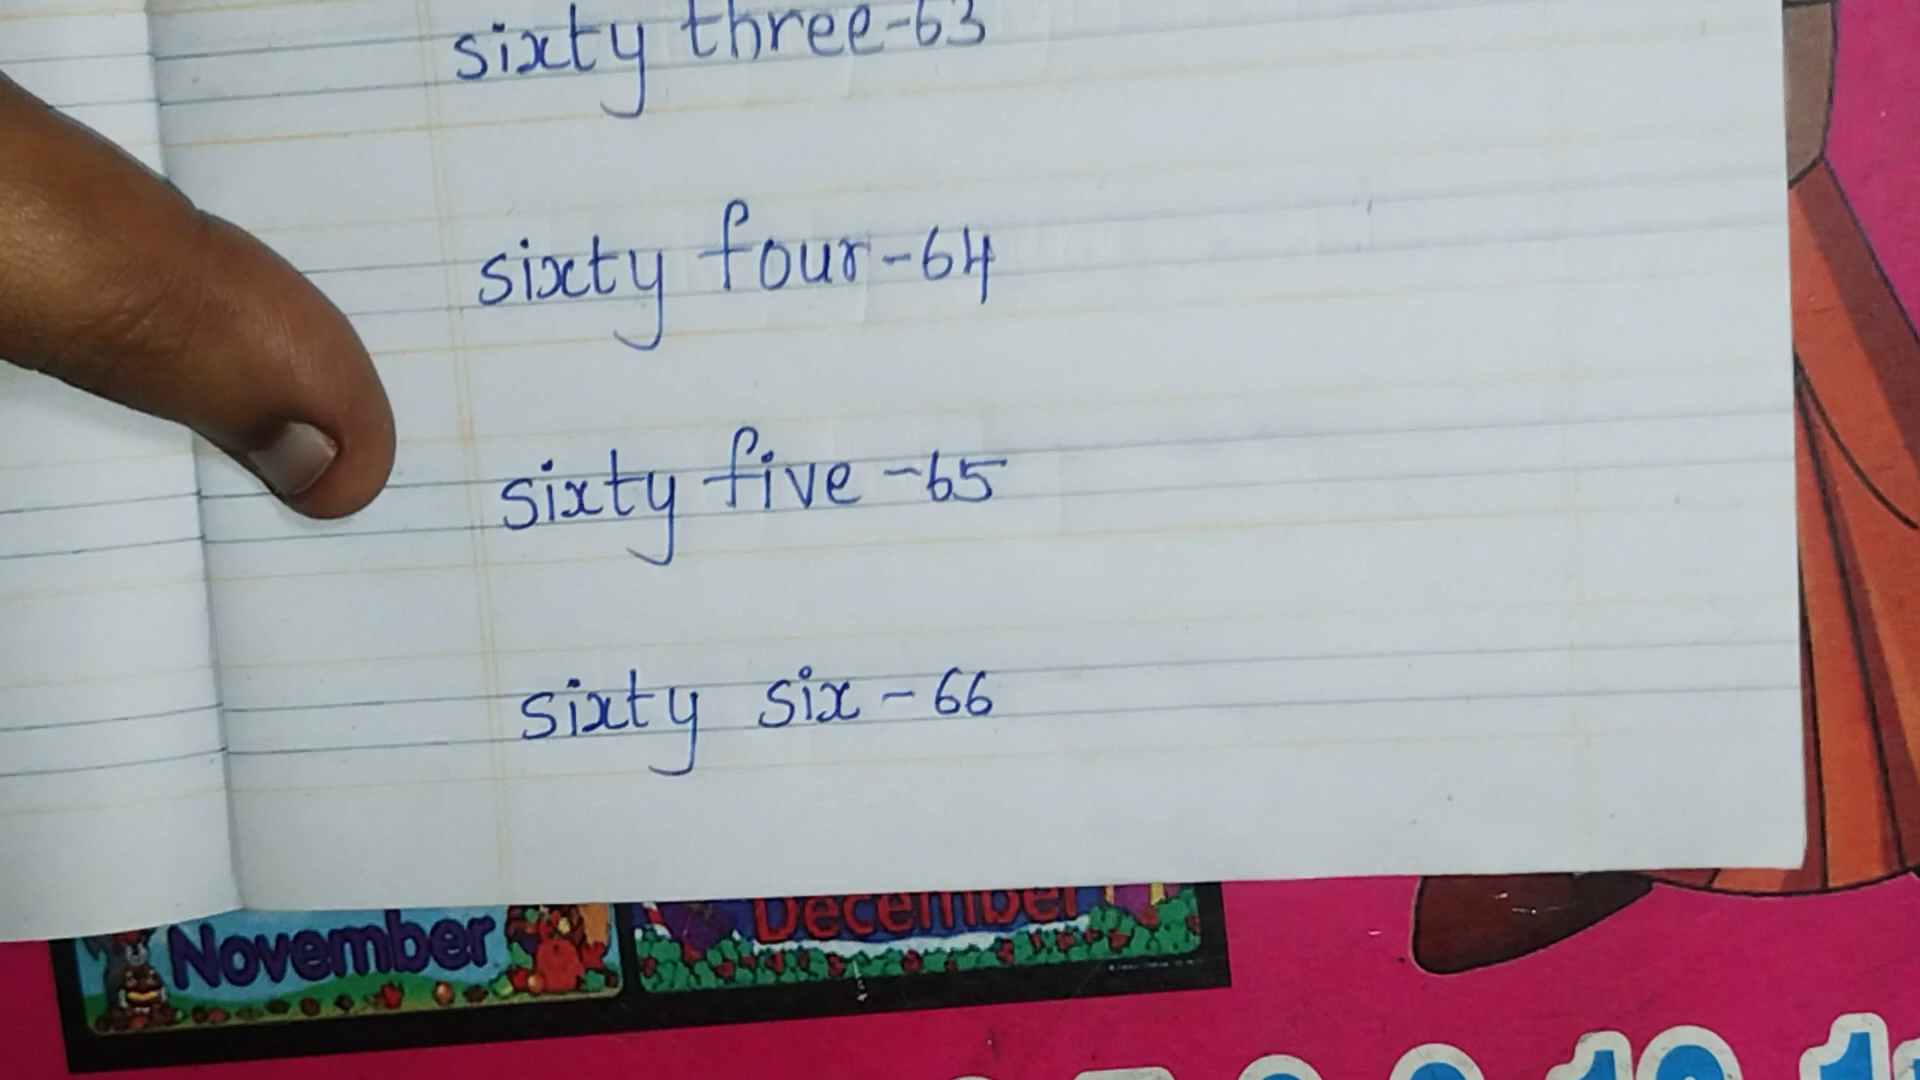 sixty three-63
sixty four-64
sixty five-65
sixty six-66
November
December